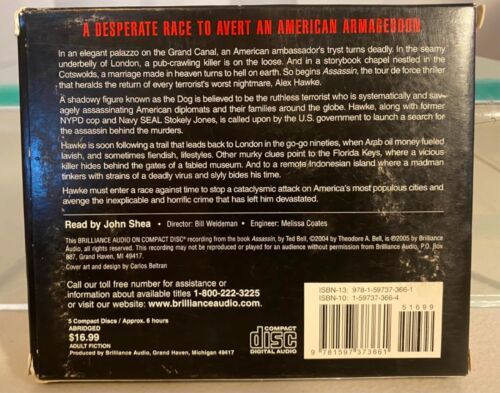 A DESPERATE RACE TO AVERT AN AMERICAN ARMAGEDDON
In an elegant palazzo on the Grand Canal, an American ambassador's tryst turns deadly. In the seamy
underbelly of London, a pub-crawling killer is on the loose. And in a storybook chapel nestled in the
Cotswolds, a marriage made in heaven turns to hell on earth. So begins Assassin, the tour de force thriller
that heralds the return of every terrorist's worst nightmare, Alex Hawke.
A shadowy figure known as the Dog is believed to be the ruthless terrorist who is systematically and sav-
agely assassinating American diplomats and their families around the globe. Hawke, along with former
NYPD cop and Navy SEAL Stokely Jones, is called upon by the U.S. government to launch a search for
the assassin behind the murders.
Hawke is soon following a trail that leads back to London in the go-go nineties, when Arab oil money fueled
lavish, and sometimes fiendish, lifestyles. Other murky clues point to the Florida Keys, where a vicious
killer hides behind the gates of a fabled museum. And to a remote Indonesian island where a madman
tinkers with strains of a deadly virus and slyly bides his time.
Hawke must enter a race against time to stop a cataclysmic attack on America's most populous cities and
avenge the inexplicable and horrific crime that has left him devastated.
Read by John Shea • Director: Bill Weideman • Engineer: Melissa Coates
This BRILLIANCE AUDIO ON COMPACT DISC® recording from the book Assassin, by Ted Bell, ©2004 by Theodore A. Bell, is ℗2005 by Brilliance
Audio, all rights reserved. This recording may not be reproduced or played for an audience without permission from Brilliance Audio, P.O. Box
887, Grand Haven, MI 49417.
Cover art and design by Carlos Beltran
Call our toll free number for assistance or
information about available titles 1-800-222-3225
or visit our website: www.brillianceaudio.com
5 Compact Discs / Approx. 6 hours
ABRIDGED
$16.99
ADULT FICTION
Produced by Brilliance Audio, Grand Haven, Michigan 49417
COMPACT
disc
DIGITAL AUDIO
ISBN-13: 978-1-59737-366-1
ISBN-10: 1-59737-366-4
51699
9 781597 373661